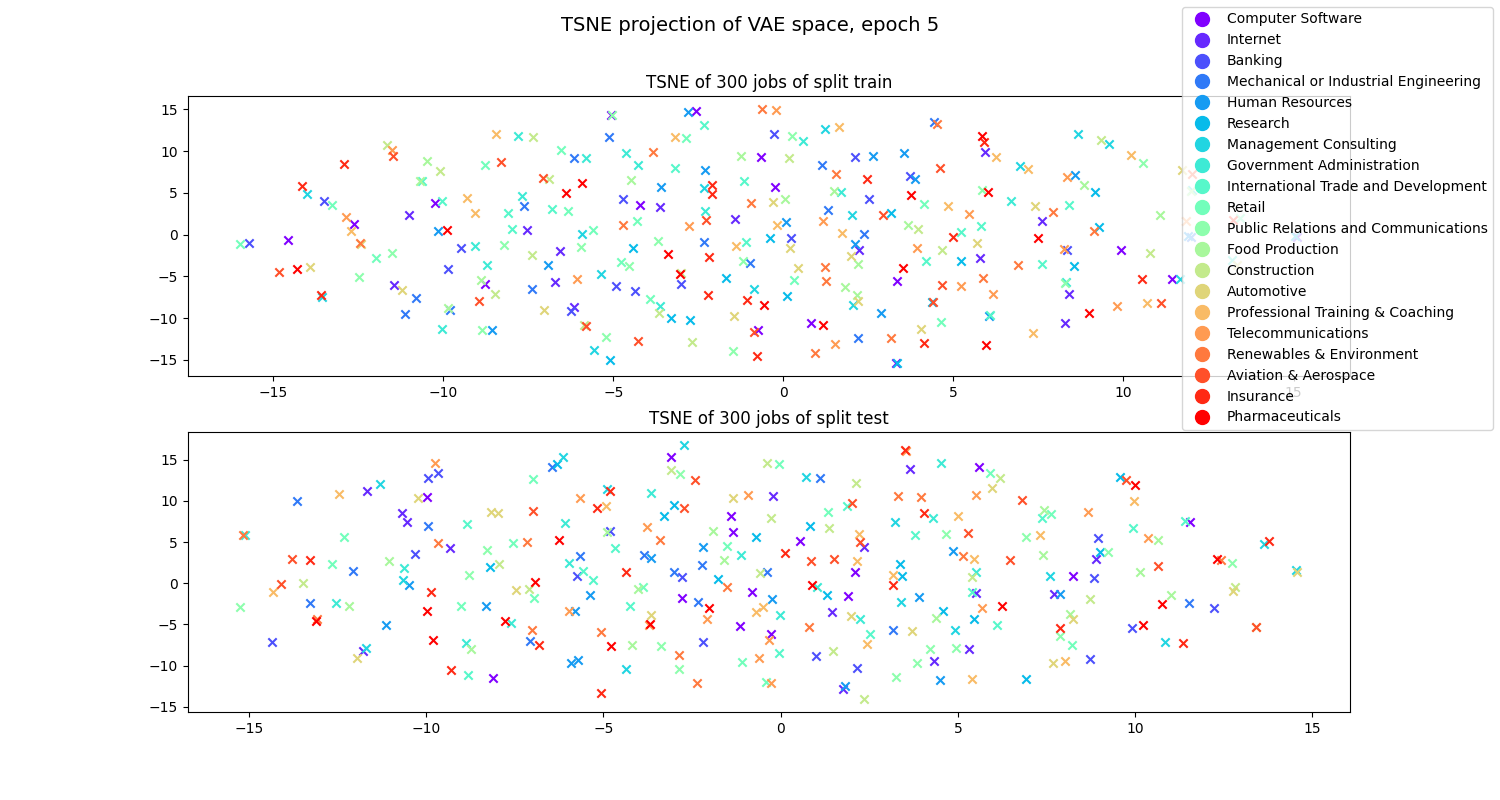 TSNE projection of VAE space, epoch 5
TSNE of 300 jobs of split train
15
10
5
0
−5
−10
−15
−15
−10
−5
0
5
10
15
TSNE of 300 jobs of split test
15
10
5
0
−5
−10
−15
−15
−10
−5
0
5
10
15
Computer Software
Internet
Banking
Mechanical or Industrial Engineering
Human Resources
Research
Management Consulting
Government Administration
International Trade and Development
Retail
Public Relations and Communications
Food Production
Construction
Automotive
Professional Training & Coaching
Telecommunications
Renewables & Environment
Aviation & Aerospace
Insurance
Pharmaceuticals